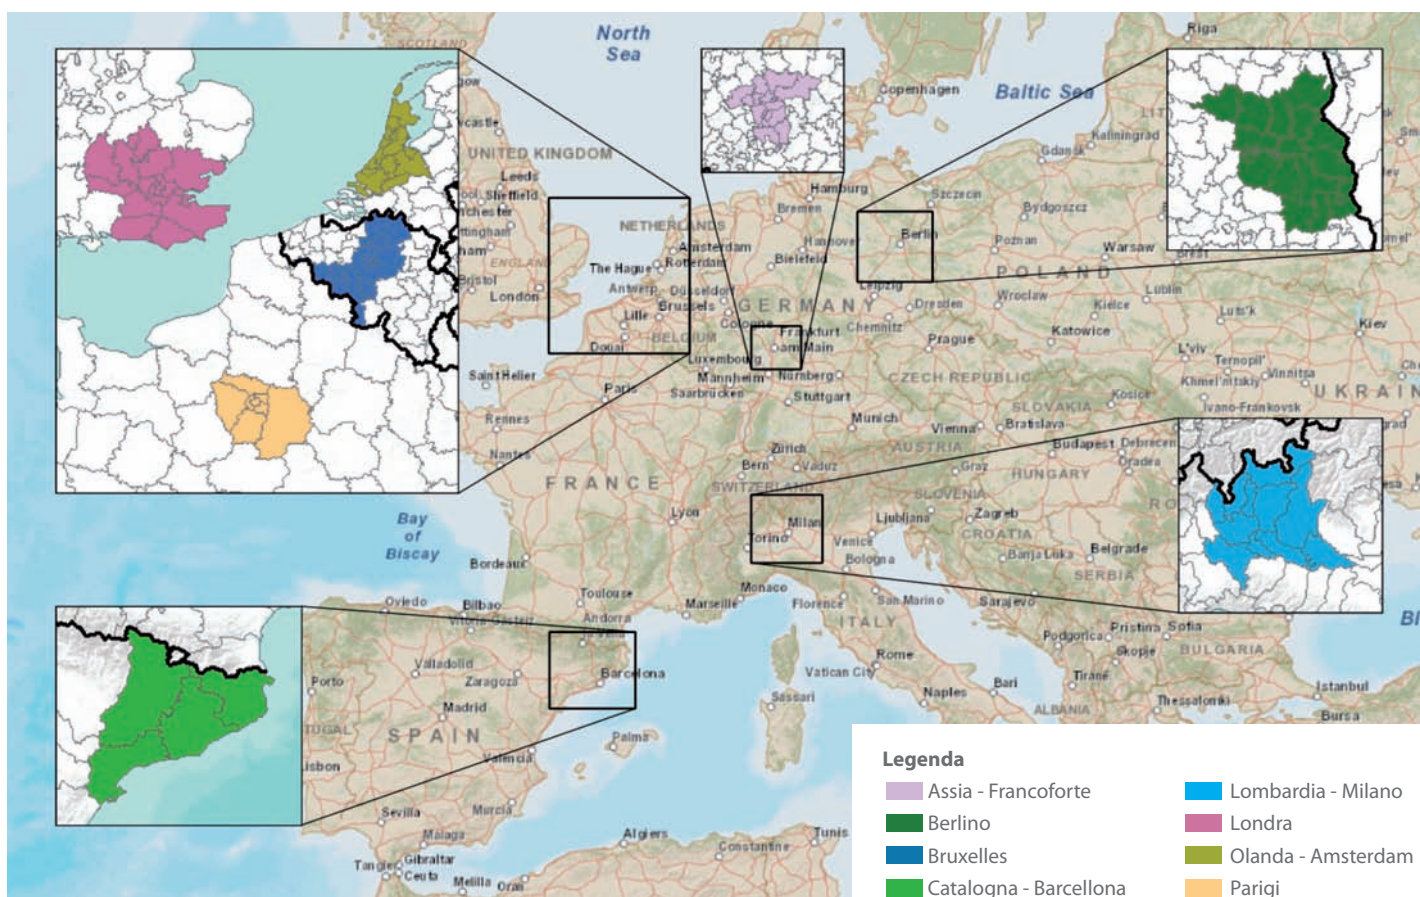 SCOTLAND
North
Sea
Riga
Copenhagen
Baltic Sea
Kaliningrad
Gdansk
UNITED KINGDOM
Leeds
Sheffield
Hamburg
Szczecin
Bremen
Bydgoszcz
NETHERLANDS
Amsterdam
Hannover
Berlin
Poznan
Warsaw
Brest
ENGLAND
The Hague
Rotterdam
Bielefeld
POLAND
Bristol
London
Antwerp
Düsseldorf
Leipzig
Brussels
GERMANY
Dresden
Wroclaw
Lublin
Kielce
Lille
Cologne
Chemnitz
Luts'k
BELGIUM
Frankfurt
am Main
Katowice
Kiev
Douai
Prague
L'viv
Luxembourg
Ternopil'
Saint Helier
Mannheim
Nürnberg
CZECH REPUBLIC
Khmel'nitskiy
Vinnitsa
Paris
Saarbrücken
Stuttgart
Kosice
UKRAIN
Rennes
SLOVAKIA
Ivano-Frankovsk
Munich
Vienna
Bratislava
Nantes
Zürich
AUSTRIA
Budapest
Debrecen
Bern
Vaduz
Graz
HUNGARY
Oradea
FRANCE
SWITZERLAND
SLOVENIA
Lyon
Milan
Ljubljana
Zagreb
Bay
of
Biscay
Torino
Venice
CROATIA
Bologna
Banja Luka
Belgrade
Bordeaux
SERBIA
Monaco
Toulouse
Marseille
Florence
San Marino
Sarajevo
Oviedo
Bilbao
Andorra
ITALY
Pristina
Sofia
Podgorica
BULGARIA
Valladolid
Zaragoza
Barcelona
Vatican City
Rome
Skopje
Porto
Tiranë
Sassari
Naples
Bari
Istanbul
Madrid
ALBANIA
Thessaloniki
Bursa
SPAIN
Palma
Valencia
Sevilla
Murcia
Malaga
Algiers
Tunis
Constantine
Gibraltar
Ceuta
Melilla
Oran
Legenda
Assia - Francoforte
Lombardia - Milano
Berlino
Londra
Bruxelles
Olanda - Amsterdam
Catalogna - Barcellona
Parigi